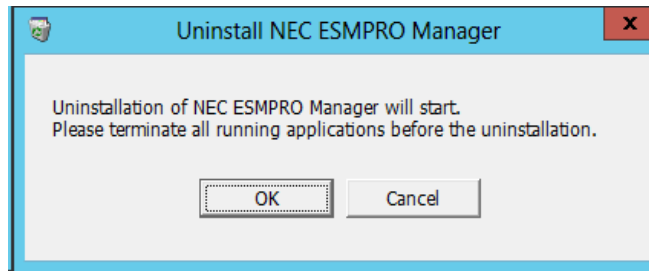 Uninstall NEC ESMPRO Manager
x
Uninstallation of NEC ESMPRO Manager will start.
Please terminate all running applications before the uninstallation.
OK
Cancel